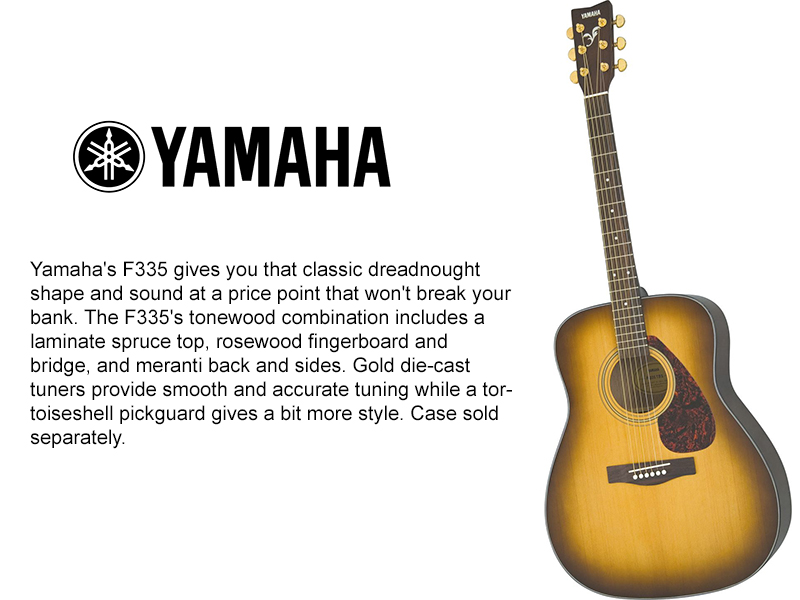 YAMAHA
YAMAHA
Yamaha's F335 gives you that classic dreadnought
shape and sound at a price point that won't break your
bank. The F335's tonewood combination includes a
laminate spruce top, rosewood fingerboard and
bridge, and meranti back and sides. Gold die-cast
tuners provide smooth and accurate tuning while a tor-
toiseshell pickguard gives a bit more style. Case sold
separately.